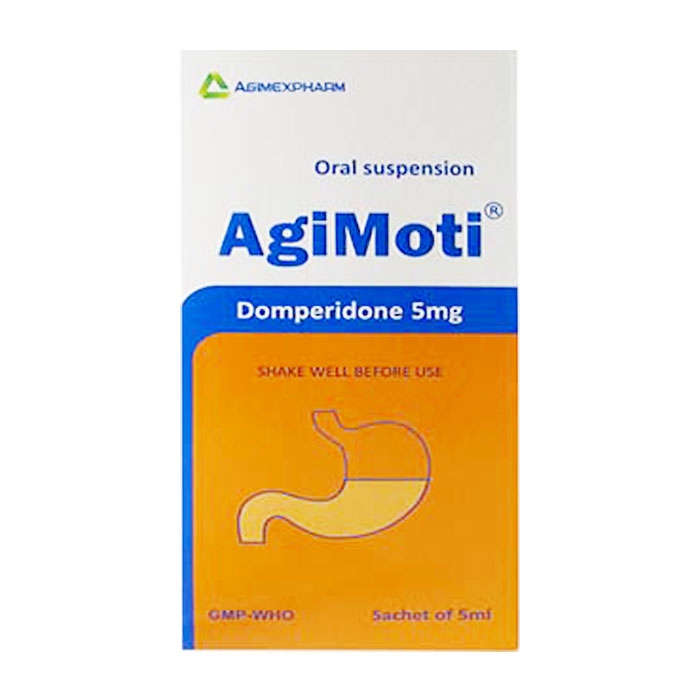 AGIMEXPHARM
Oral suspension
AgiMoti®
Domperidone 5mg
SHAKE WELL BEFORE USE
GMP-WHO
Sachet of 5ml